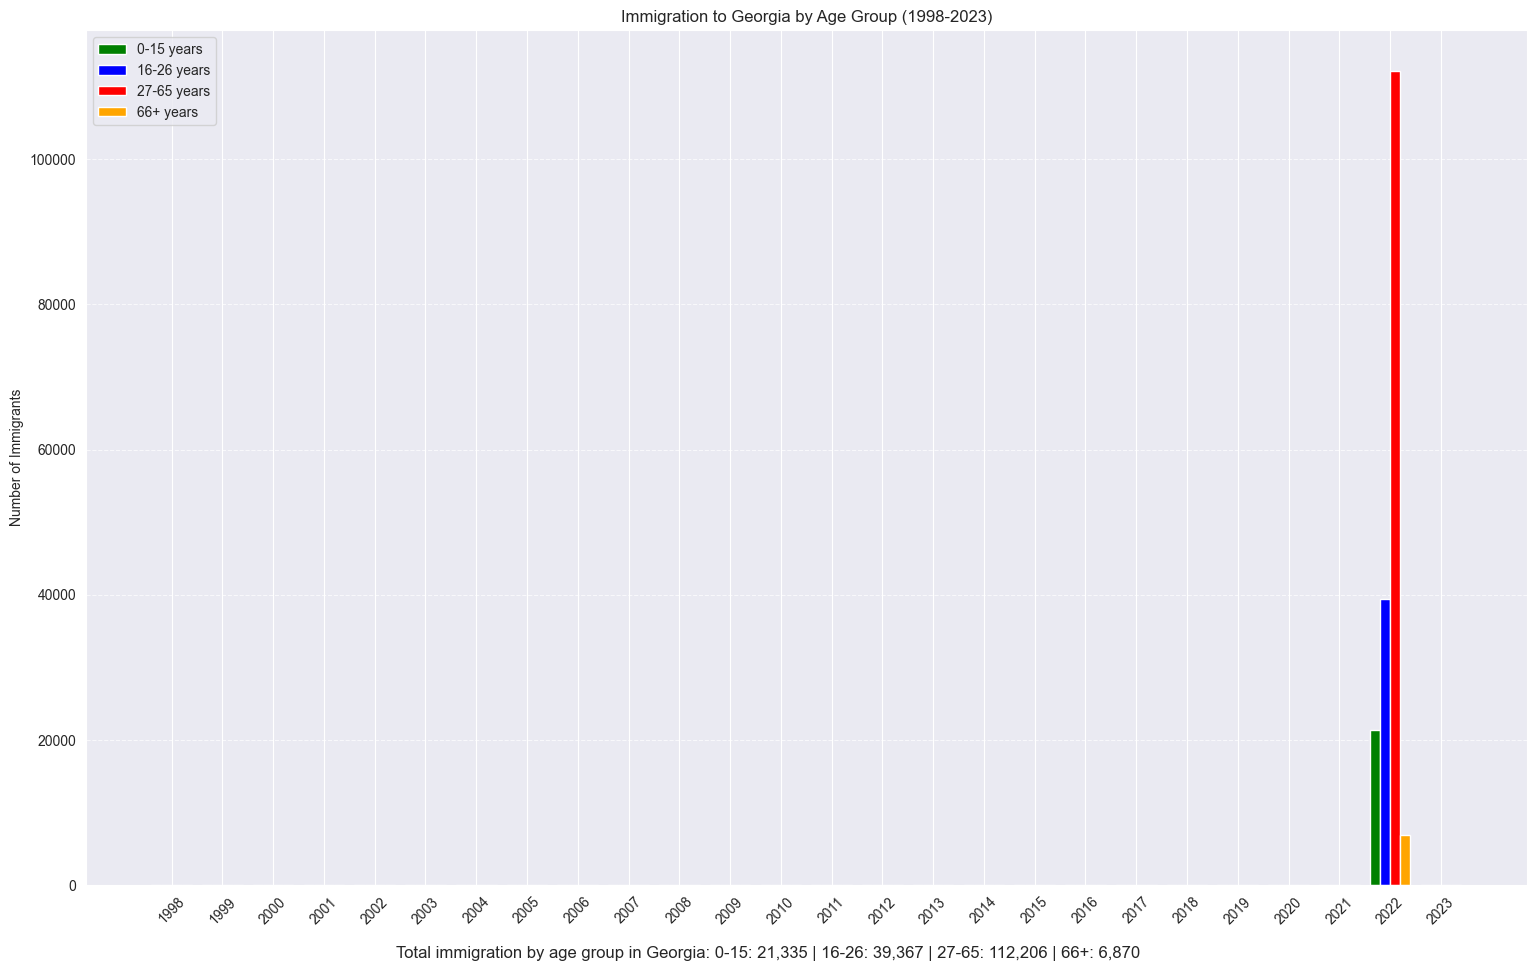 Immigration to Georgia by Age Group (1998-2023)
0-15 years
16-26 years
27-65 years
66+ years
Number of Immigrants
100000
80000
60000
40000
20000
0
1998 1999 2000 2001 2002 2003 2004 2005 2006 2007 2008 2009 2010 2011 2012 2013 2014 2015 2016 2017 2018 2019 2020 2021 2022 2023
Total immigration by age group in Georgia: 0-15: 21,335 | 16-26: 39,367 | 27-65: 112,206 | 66+: 6,870